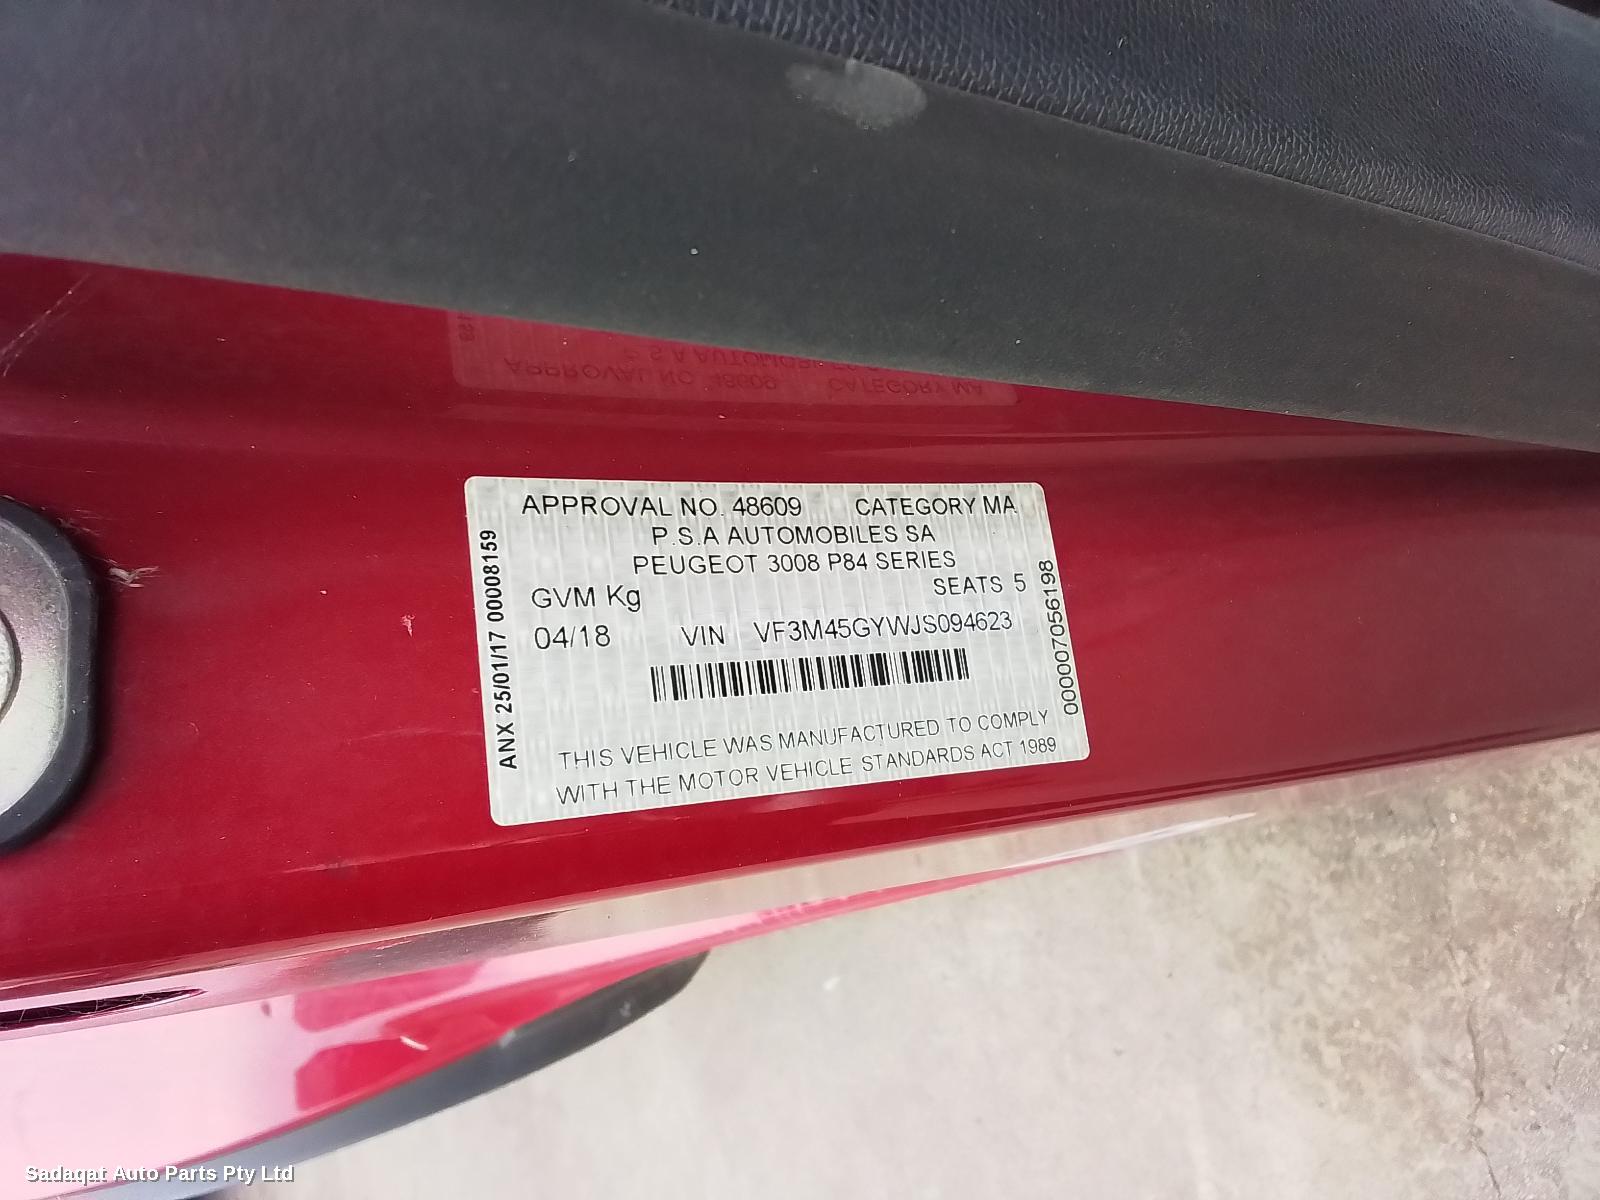 APPROVAL NO. 48609 CATEGORY MA
P.S.A AUTOMOBILES SA
PEUGEOT 3008 P84 SERIES
GVM Kg SEATS 5
04/18 VIN VF3M45GYWJS094623
THIS VEHICLE WAS MANUFACTURED TO COMPLY
WITH THE MOTOR VEHICLE STANDARDS ACT 1989
ANX 25/01/17 00008159
000007056198
Sadaqat Auto Parts Pty Ltd